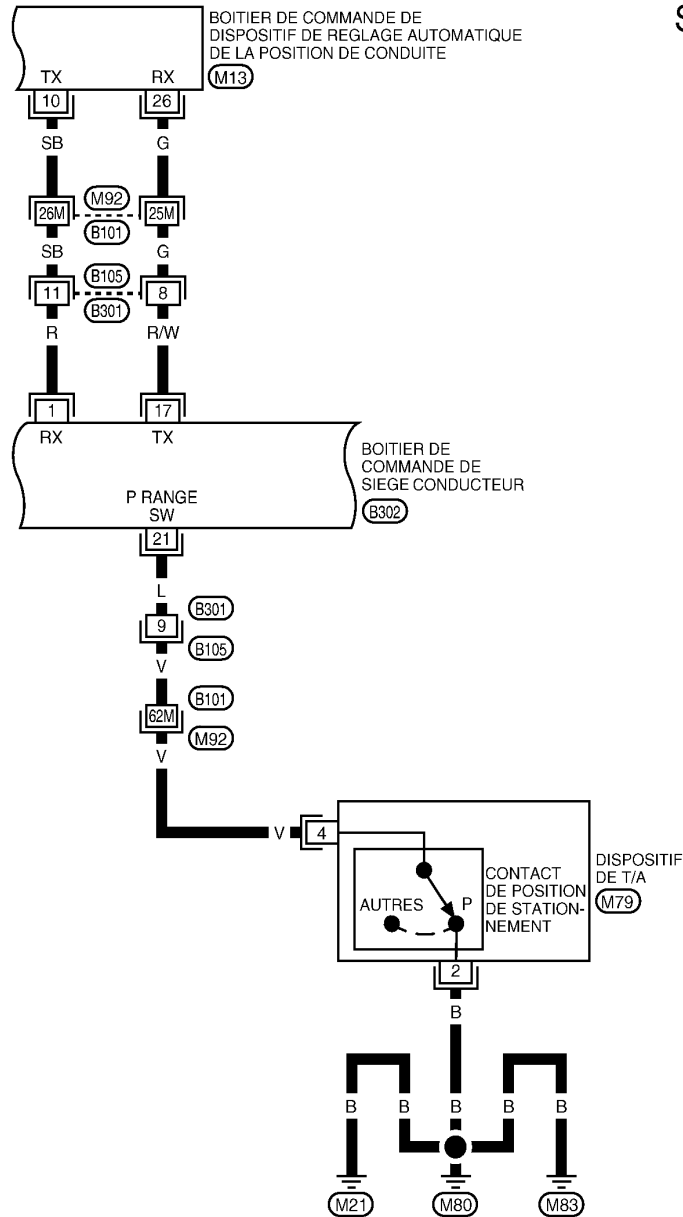 BOITIER DE COMMANDE DE
DISPOSITIF DE REGLAGE AUTOMATIQUE
DE LA POSITION DE CONDUITE
M13
S
TX RX
10 26
SB G
M92
26M 25M
B101
SB G
B105
11 8
B301
R R/W
1 17
RX TX
BOITIER DE
COMMANDE DE
SIEGE CONDUCTEUR
B302
P RANGE
SW
21
L
B301
9
B105
V
B101
62M
M92
V
V 4
DISPOSITIF
DE T/A
M79
CONTACT
DE POSITION
DE STATION-
NEMENT
AUTRES P
2
B
B B B B B
M21 M80 M83